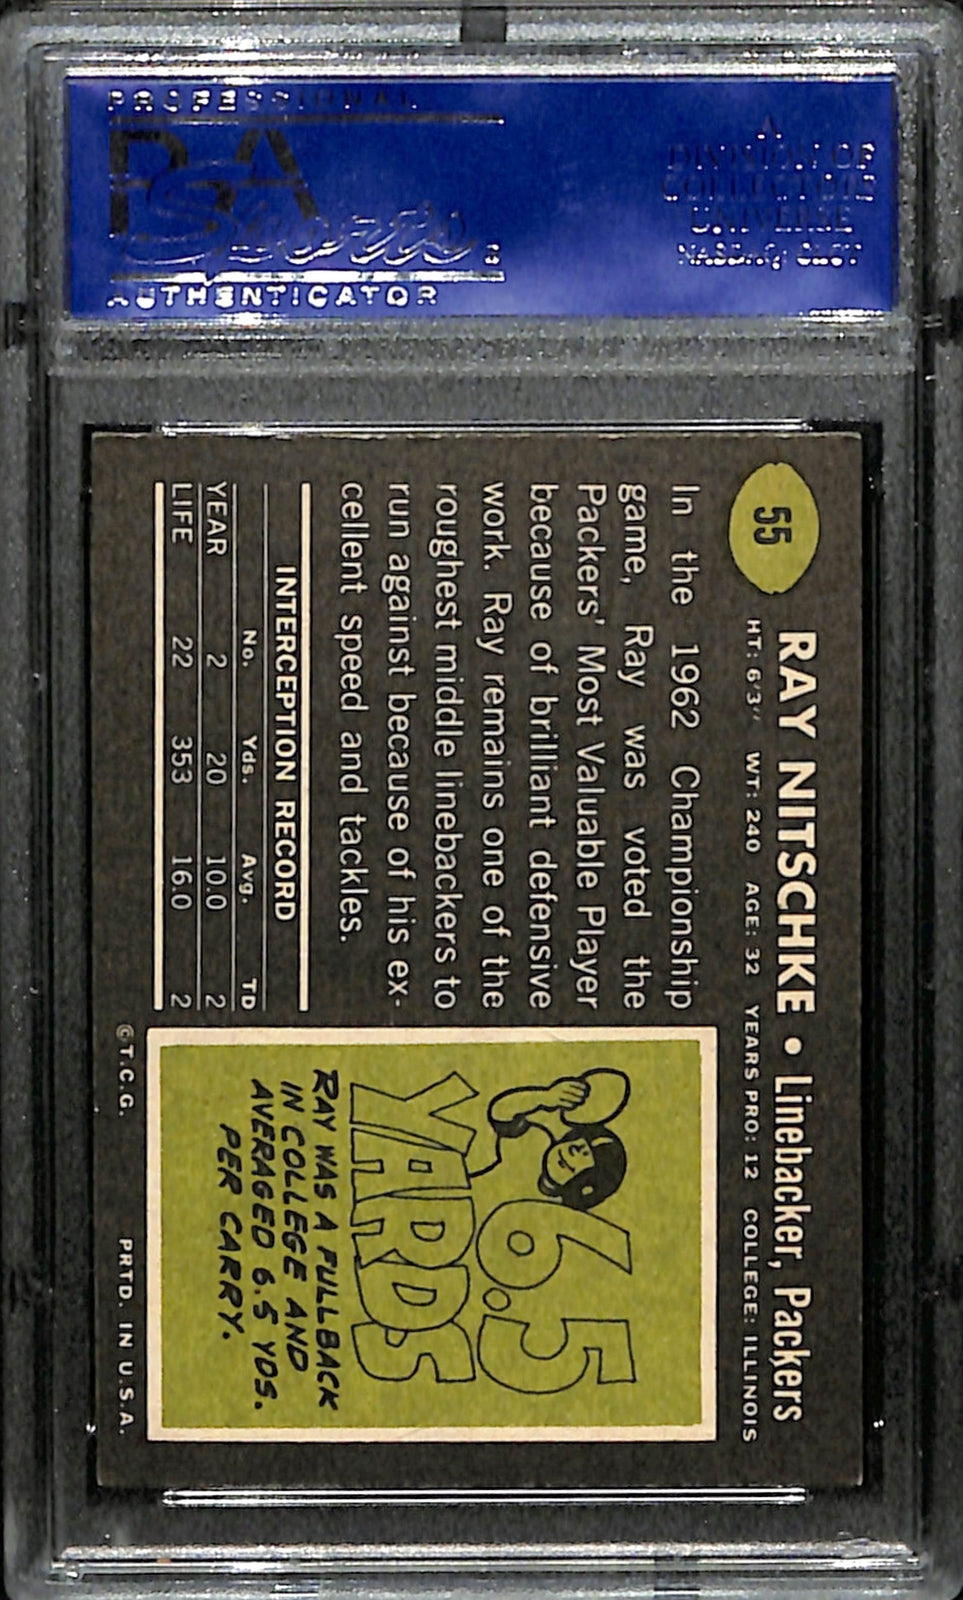 PROFESSIONAL
PSA
Sports
AUTHENTICATOR
A
DIVISION OF
COLLECTORS
UNIVERSE
NASDAQ: CLCT
55
RAY NITSCHKE • Linebacker, Packers
HT: 6'3" WT: 240 AGE: 32 YEARS PRO: 12 COLLEGE: ILLINOIS
In the 1962 Championship
game, Ray was voted the
Packers' Most Valuable Player
because of brilliant defensive
work. Ray remains one of the
roughest middle linebackers to
run against because of his ex-
cellent speed and tackles.
INTERCEPTION RECORD
No. Yds. Avg. TD
YEAR 2 20 10.0 2
LIFE 22 353 16.0 2
6.5
YARDS
RAY WAS A FULLBACK
IN COLLEGE AND
AVERAGED 6.5 YDS.
PER CARRY.
© T.C.G. PRTD. IN U.S.A.